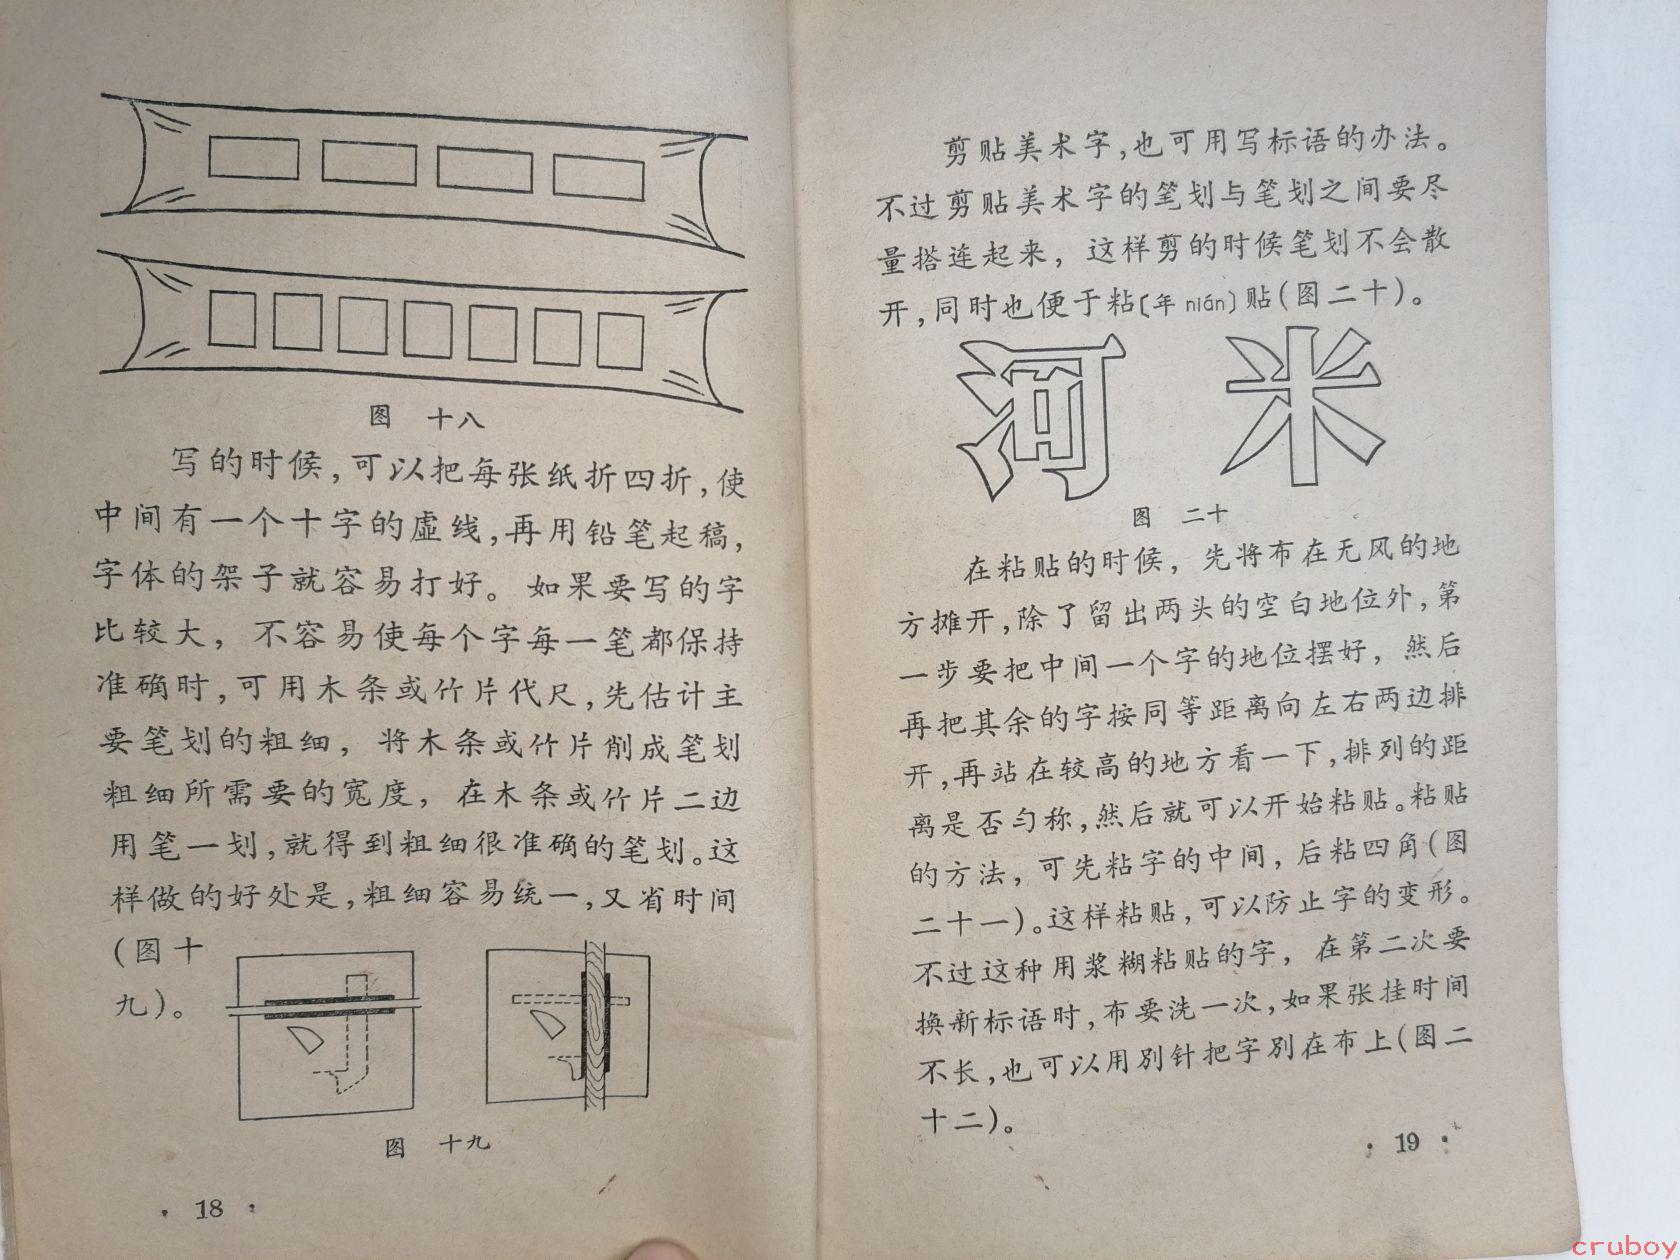 图 十八
写的时候，可以把每张纸折四折，使
中间有一个十字的虚线，再用铅笔起稿，
字体的架子就容易打好。如果要写的字
比较大，不容易使每个字每一笔都保持
准确时，可用木条或竹片代尺，先估计主
要笔划的粗细，将木条或竹片削成笔划
粗细所需要的宽度，在木条或竹片二边
用笔一划，就得到粗细很准确的笔划。这
样做的好处是，粗细容易统一，又省时间
（图十
九）。
图 十九
· 18 ·
剪贴美术字，也可用写标语的办法。
不过剪贴美术字的笔划与笔划之间要尽
量搭连起来，这样剪的时候笔划不会散
开，同时也便于粘〔年 nián〕贴（图二十）。
河 米
图 二十
在粘贴的时候，先将布在无风的地
方摊开，除了留出两头的空白地位外，第
一步要把中间一个字的地位摆好，然后
再把其余的字按同等距离向左右两边排
开，再站在较高的地方看一下，排列的距
离是否匀称，然后就可以开始粘贴。粘贴
的方法，可先粘字的中间，后粘四角（图
二十一）。这样粘贴，可以防止字的变形。
不过这种用浆糊粘贴的字，在第二次要
换新标语时，布要洗一次，如果张挂时间
不长，也可以用别针把字别在布上（图二
十二）。
· 19 ·
cruboy